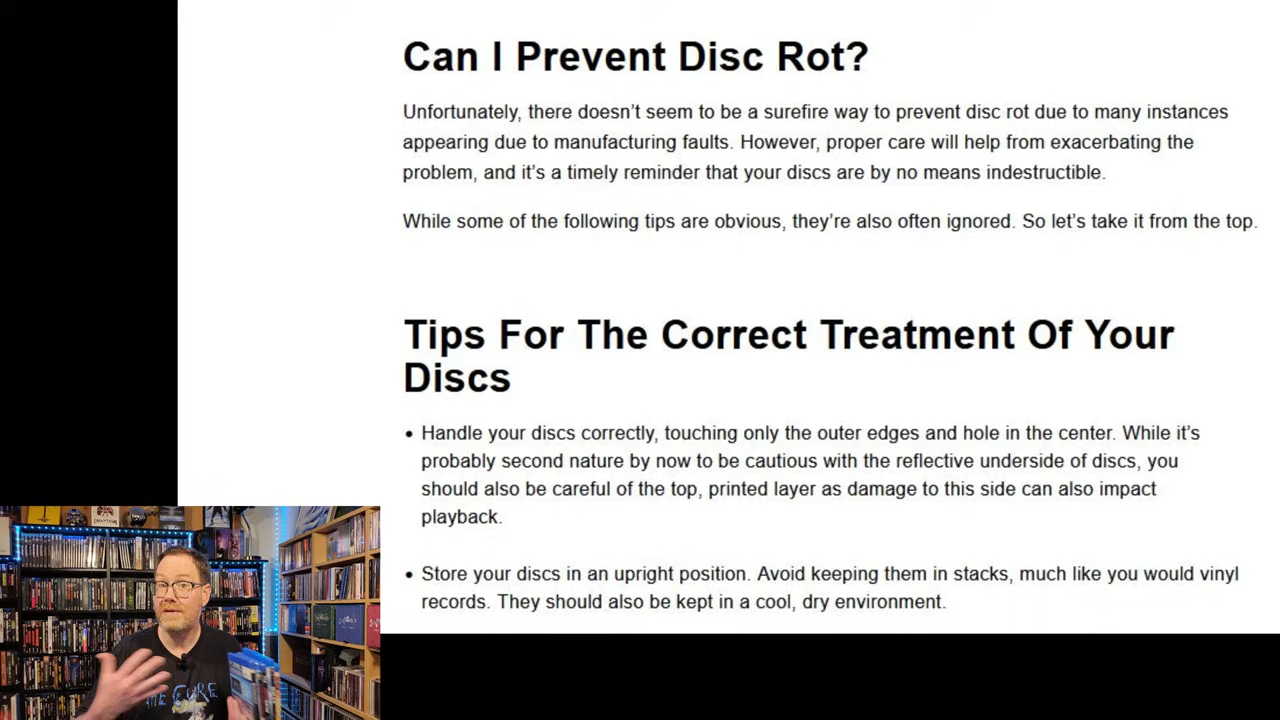 Can I Prevent Disc Rot?
Unfortunately, there doesn't seem to be a surefire way to prevent disc rot due to many instances
appearing due to manufacturing faults. However, proper care will help from exacerbating the
problem, and it's a timely reminder that your discs are by no means indestructible.
While some of the following tips are obvious, they're also often ignored. So let's take it from the top.
Tips For The Correct Treatment Of Your
Discs
• Handle your discs correctly, touching only the outer edges and hole in the center. While it's
probably second nature by now to be cautious with the reflective underside of discs, you
should also be careful of the top, printed layer as damage to this side can also impact
playback.
• Store your discs in an upright position. Avoid keeping them in stacks, much like you would vinyl
records. They should also be kept in a cool, dry environment.
THE CURE